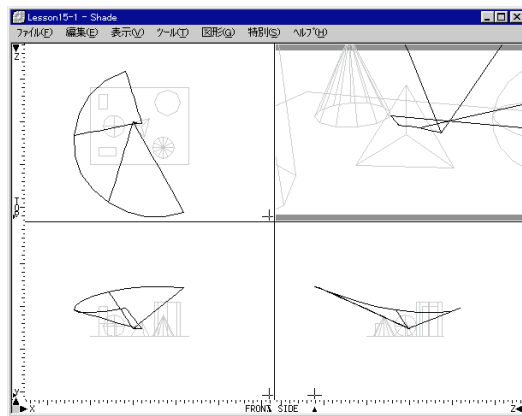 Lesson15-1 - Shade
ﾌｧｲﾙ(F) 編集(E) 表示(V) ﾂｰﾙ(T) 図形(G) 特別(S) ﾍﾙﾌﾟ(H)
Z
TOP
Y
X
FRONT SIDE
Z